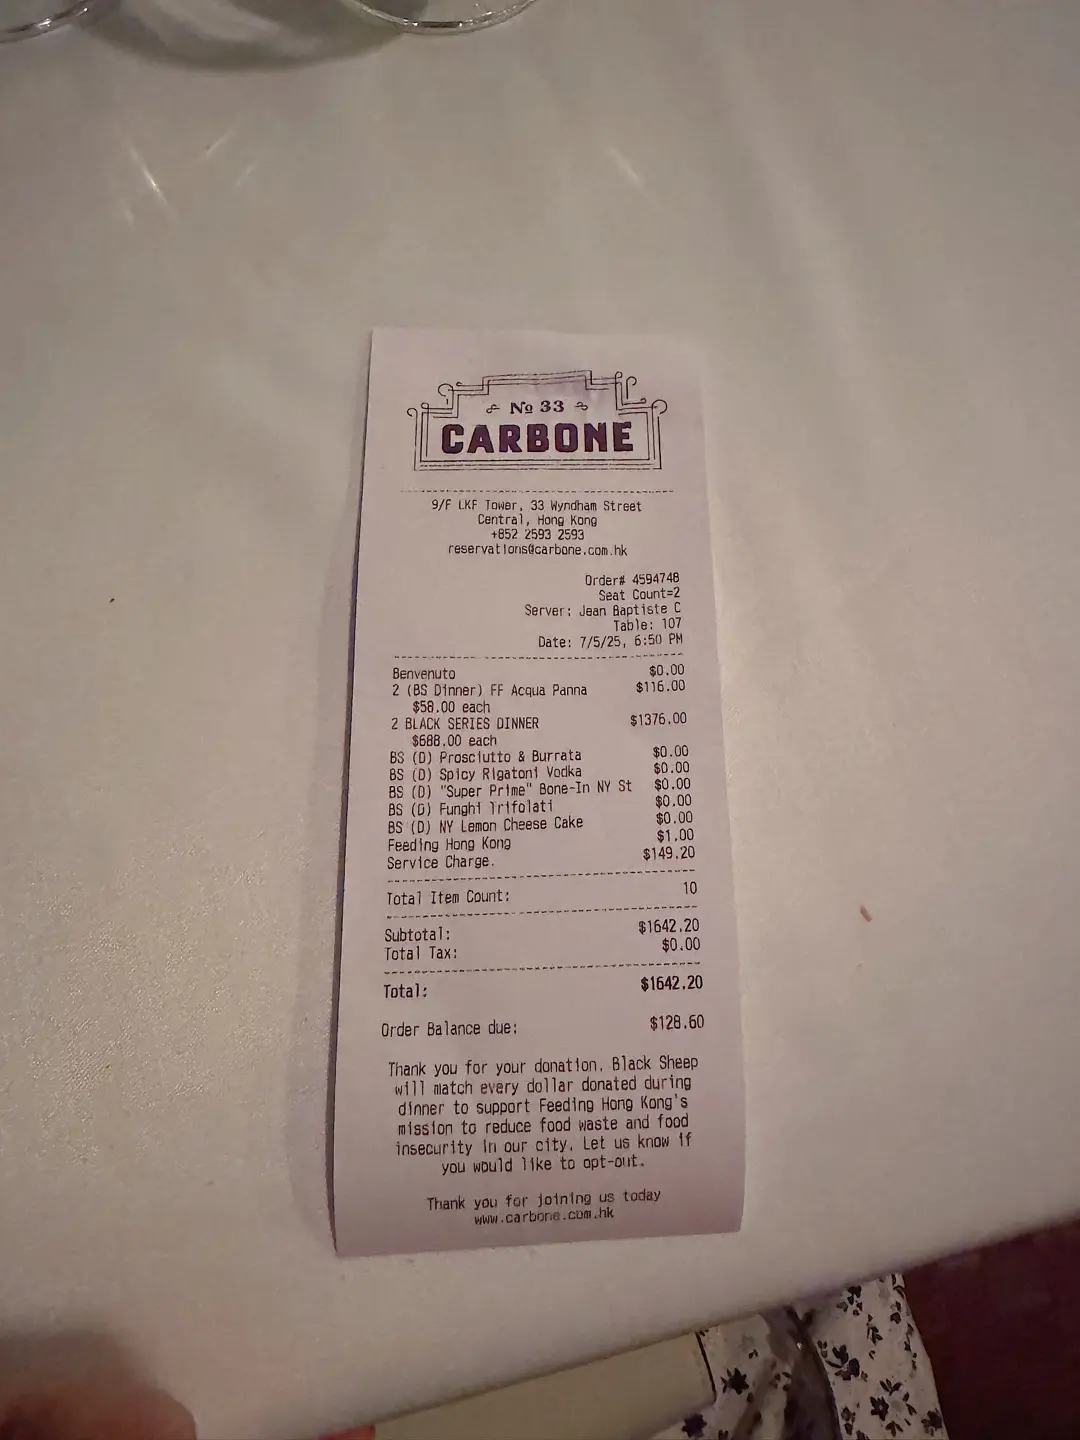 Nº 33
CARBONE
9/F LKF Tower, 33 Wyndham Street
Central, Hong Kong
+852 2593 2593
reservations@carbone.com.hk
Order# 4594748
Seat Count=2
Server: Jean Baptiste C
Table: 107
Date: 7/5/25, 6:50 PM
Benvenuto $0.00
2 (BS Dinner) FF Acqua Panna $116.00
$58.00 each
2 BLACK SERIES DINNER $1376.00
$688.00 each
BS (D) Prosciutto & Burrata $0.00
BS (D) Spicy Rigatoni Vodka $0.00
BS (D) "Super Prime" Bone-In NY St $0.00
BS (D) Funghi Trifolati $0.00
BS (D) NY Lemon Cheese Cake $0.00
Feeding Hong Kong $1.00
Service Charge. $149.20
Total Item Count: 10
Subtotal: $1642.20
Total Tax: $0.00
Total: $1642.20
Order Balance due: $128.60
Thank you for your donation. Black Sheep
will match every dollar donated during
dinner to support Feeding Hong Kong's
mission to reduce food waste and food
insecurity in our city. Let us know if
you would like to opt-out.
Thank you for joining us today
www.carbone.com.hk